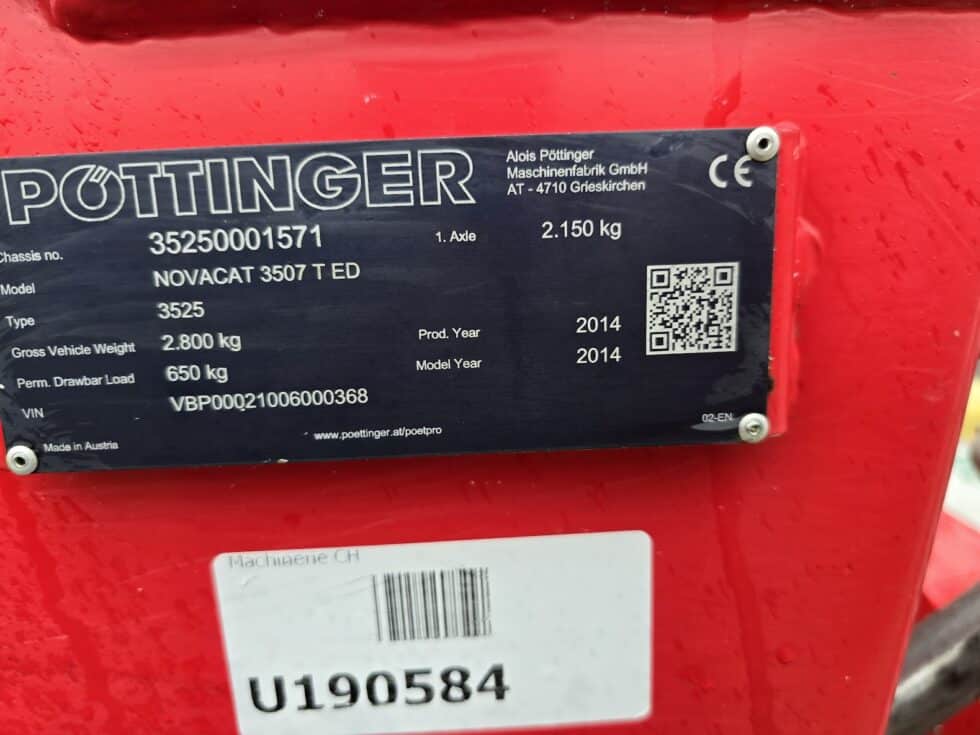 PÖTTINGER
Alois Pöttinger
Maschinenfabrik GmbH
AT - 4710 Grieskirchen
CE
Chassis no. 35250001571 1. Axle 2.150 kg
Model NOVACAT 3507 T ED
Type 3525
Gross Vehicle Weight 2.800 kg Prod. Year 2014
Perm. Drawbar Load 650 kg Model Year 2014
VIN VBP00021006000368
Made in Austria www.poettinger.at/poetpro 02-EN
Machinerie CH
U190584